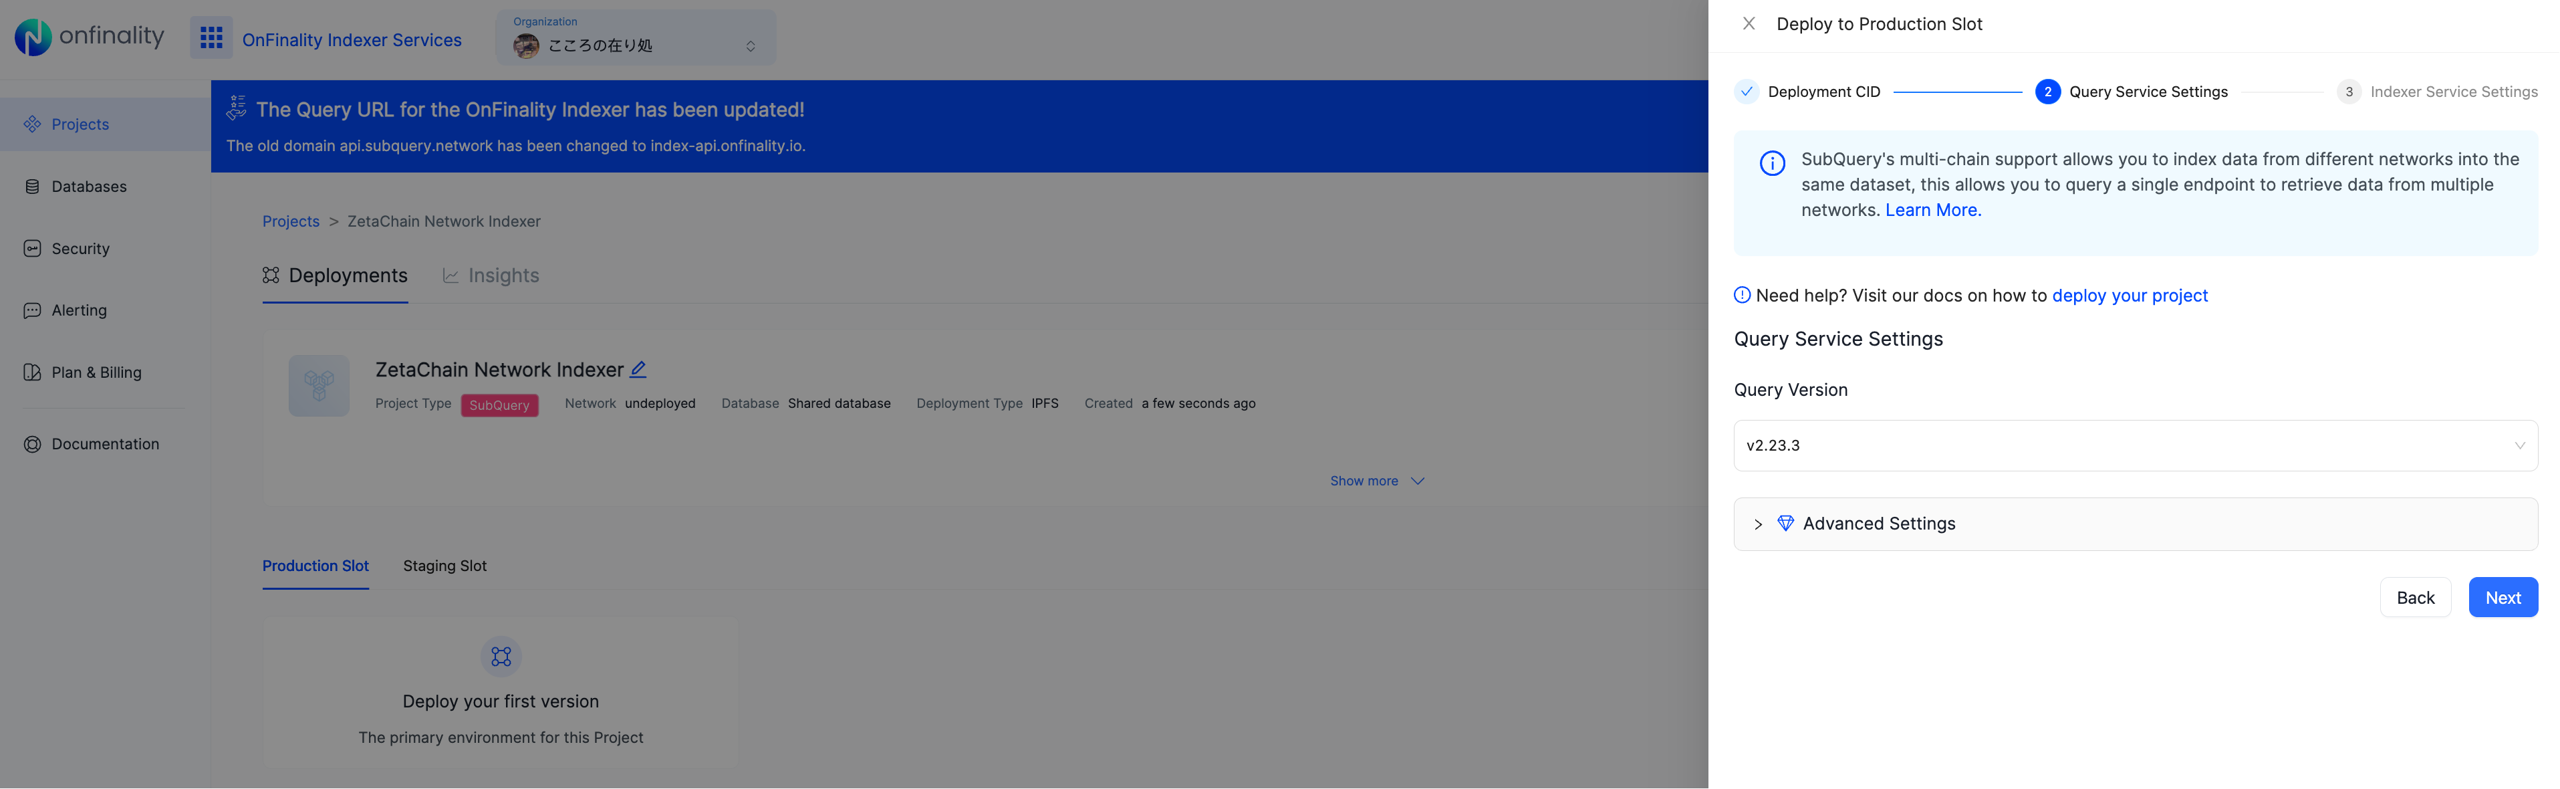 onfinality
OnFinality Indexer Services
Organization
こころの在り処
Projects
Databases
Security
Alerting
Plan & Billing
Documentation
The Query URL for the OnFinality Indexer has been updated!
The old domain api.subquery.network has been changed to index-api.onfinality.io.
Projects > ZetaChain Network Indexer
Deployments Insights
ZetaChain Network Indexer
Project Type SubQuery Network undeployed Database Shared database Deployment Type IPFS Created a few seconds ago
Show more
Production Slot Staging Slot
Deploy your first version
The primary environment for this Project
Deploy to Production Slot
Deployment CID 2 Query Service Settings 3 Indexer Service Settings
SubQuery's multi-chain support allows you to index data from different networks into the
same dataset, this allows you to query a single endpoint to retrieve data from multiple
networks. Learn More.
Need help? Visit our docs on how to deploy your project
Query Service Settings
Query Version
v2.23.3
Advanced Settings
Back Next